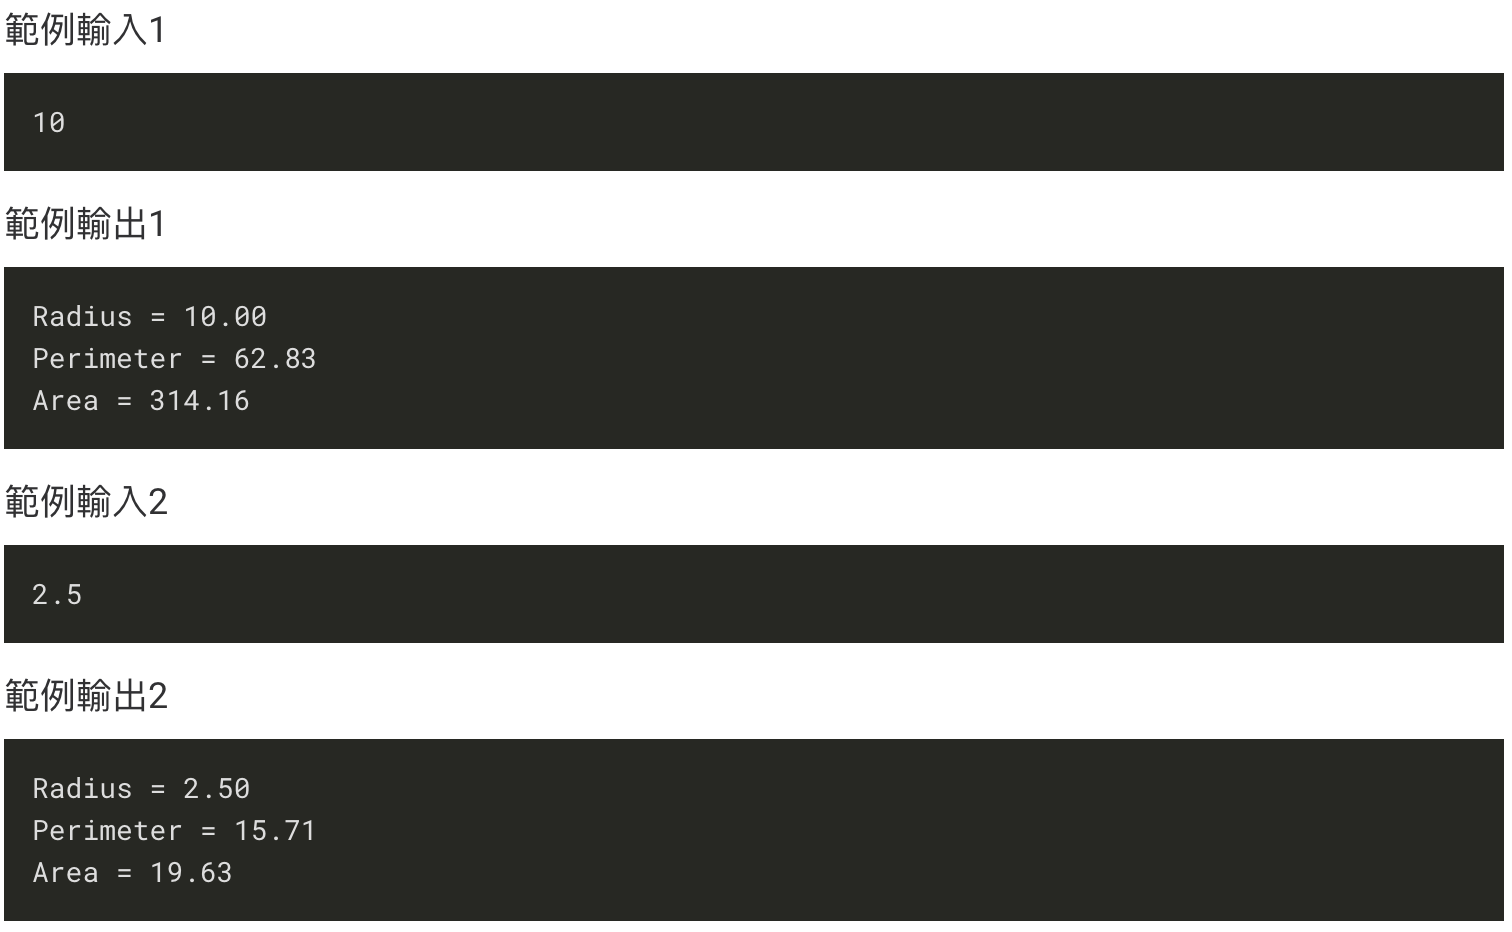 範例輸入1
10
範例輸出1
Radius = 10.00
Perimeter = 62.83
Area = 314.16
範例輸入2
2.5
範例輸出2
Radius = 2.50
Perimeter = 15.71
Area = 19.63